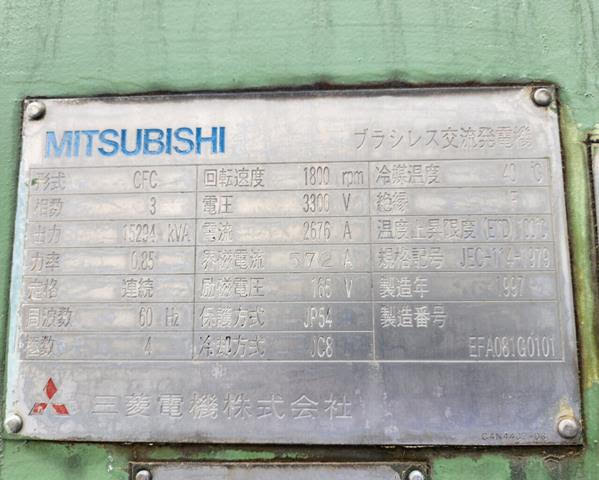 MITSUBISHI ブラシレス交流発電機
形式 CFC 回転速度 1800 rpm 冷媒温度 40 ℃
相数 3 電圧 3300 V 絶縁 F
出力 15294 kVA 電流 2676 A 温度上昇限度 (ETD) 100℃
力率 0.85 界磁電流 572 A 規格記号 JEC-114-1979
定格 連続 励磁電圧 165 V 製造年 1997
周波数 60 Hz 保護方式 JP54 製造番号
極数 4 冷却方式 JC8 EFA081G0101
三菱電機株式会社